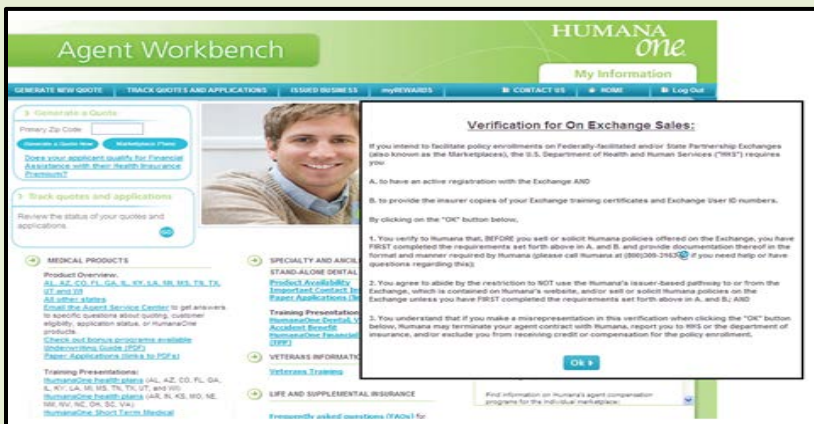 HUMANA
one
Agent Workbench
My Information
GENERATE NEW QUOTE
TRACK QUOTES AND APPLICATIONS
ISSUED BUSINESS
myREWARDS
CONTACT US
HOME
Log Out
Generate a Quote
Primary Zip Code
Generate a Quote Now
Marketplace Plans
Does your applicant qualify for Financial
Assistance with their Health Insurance
Premium?
Track quotes and applications
Review the status of your quotes and
applications.
GO
MEDICAL PRODUCTS
Product Overview.
AL, AZ, CO, FL, GA, IL, KY, LA, MI, MS, TN, TX,
UT and WI
All other states
Email the Agent Service Center to get answers
to specific questions about quoting, customer
eligibility, application status, or HumanaOne
products.
Check out bonus programs available
Underwriting Guide (PDF)
Paper Applications (links to PDFs)
Training Presentations:
HumanaOne health plans (AL, AZ, CO, FL, GA,
IL, KY, LA, MI, MS, TN, TX, UT, and WI)
HumanaOne health plans (AR, IN, KS, MO, NE,
NM, NV, NC, OH, SC, VA)
HumanaOne Short Term Medical
SPECIALTY AND ANCIL
STAND-ALONE DENTAL
Product Availability
Important Contact In
Paper Applications
Training Presentation
HumanaOne Dental, V
Accident Benefit
HumanaOne Financial
VETERANS INFORMATIO
Veterans Training
LIFE AND SUPPLEMENTAL INSURANCE
Frequently asked questions (FAQs) for
Verification for On Exchange Sales:
If you intend to facilitate policy enrollments on Federally-facilitated and/or State Partnership Exchanges
(also known as the Marketplaces), the U.S. Department of Health and Human Services ("HHS") requires
you
A. to have an active registration with the Exchange AND
B. to provide the insurer copies of your Exchange training certificates and Exchange User ID numbers.
By clicking on the "OK" button below,
1. You verify to Humana that, BEFORE you sell or solicit Humana policies offered on the Exchange, you have
FIRST completed the requirements set forth above in A. and B. and provide documentation thereof in the
format and manner required by Humana (please call Humana at if you need help or have
questions regarding this);
2. You agree to abide by the restriction to NOT use the Humana's issuer-based pathway to or from the
Exchange, which is contained on Humana's website, and/or sell or solicit Humana policies on the
Exchange unless you have FIRST completed the requirements set forth above in A. and B.; AND
3. You understand that if you make a misrepresentation in this verification when clicking the "OK" button
below, Humana may terminate your agent contract with Humana, report you to HHS or the department of
insurance, and/or exclude you from receiving credit or compensation for the policy enrollment.
Ok
Find information on Humana's agent compensation
programs for the individual marketplace: